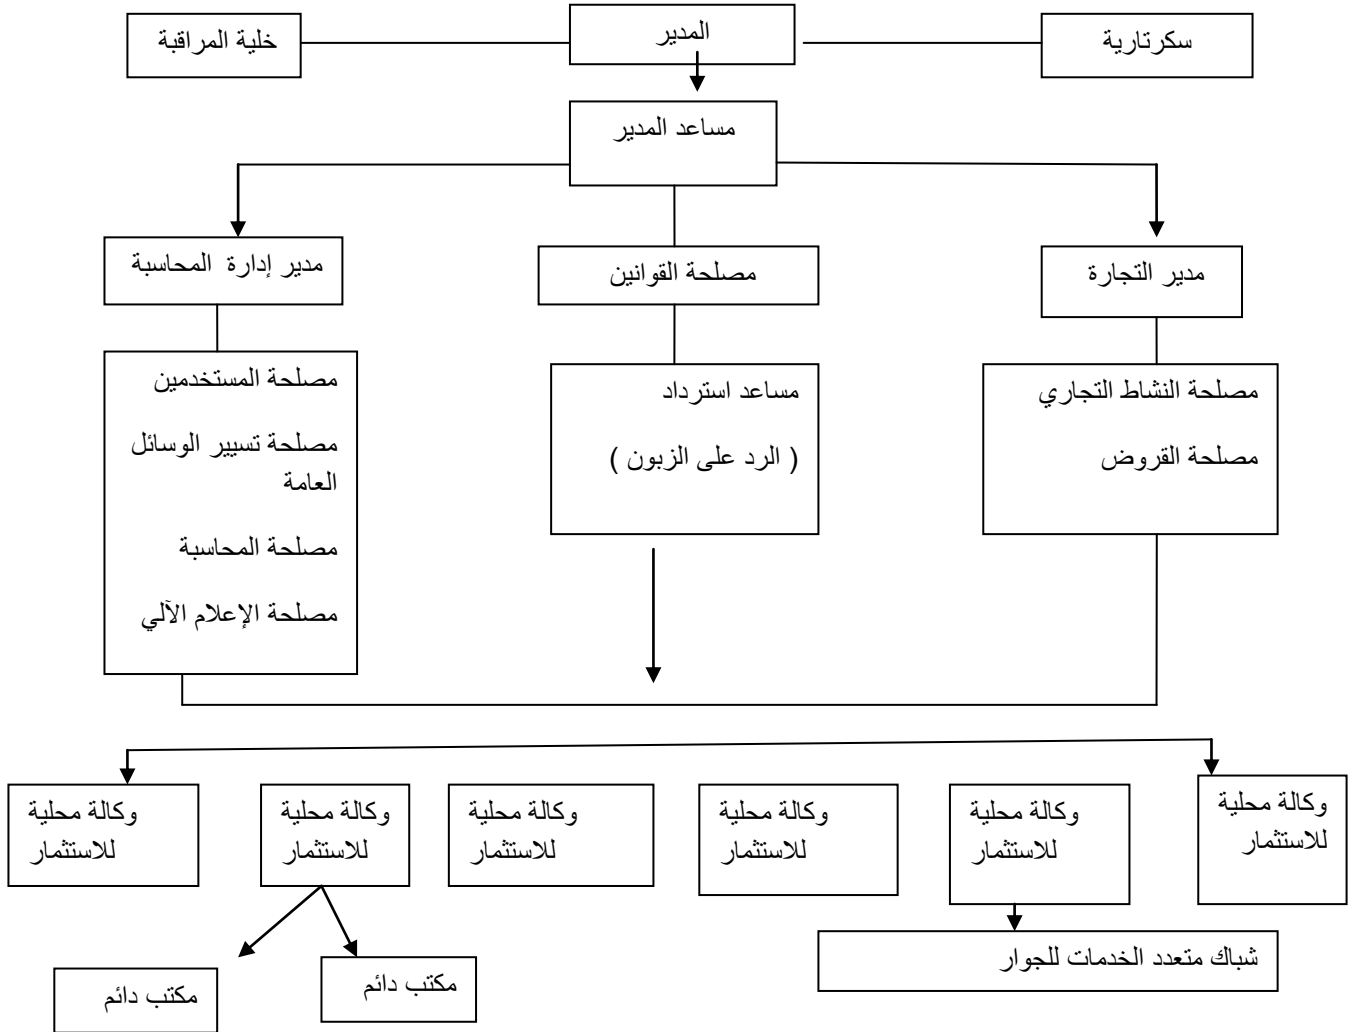 سكرتارية
المدير
خلية المراقبة
مساعد المدير
مدير التجارة
مصلحة القوانين
مدير إدارة المحاسبة
مصلحة النشاط التجاري
مصلحة القروض
مساعد استرداد
( الرد على الزبون )
مصلحة المستخدمين
مصلحة تسيير الوسائل
العامة
مصلحة المحاسبة
مصلحة الإعلام الآلي
وكالة محلية
للاستثمار
وكالة محلية
للاستثمار
وكالة محلية
للاستثمار
وكالة محلية
للاستثمار
وكالة محلية
للاستثمار
وكالة محلية
للاستثمار
شباك متعدد الخدمات للجوار
مكتب دائم
مكتب دائم